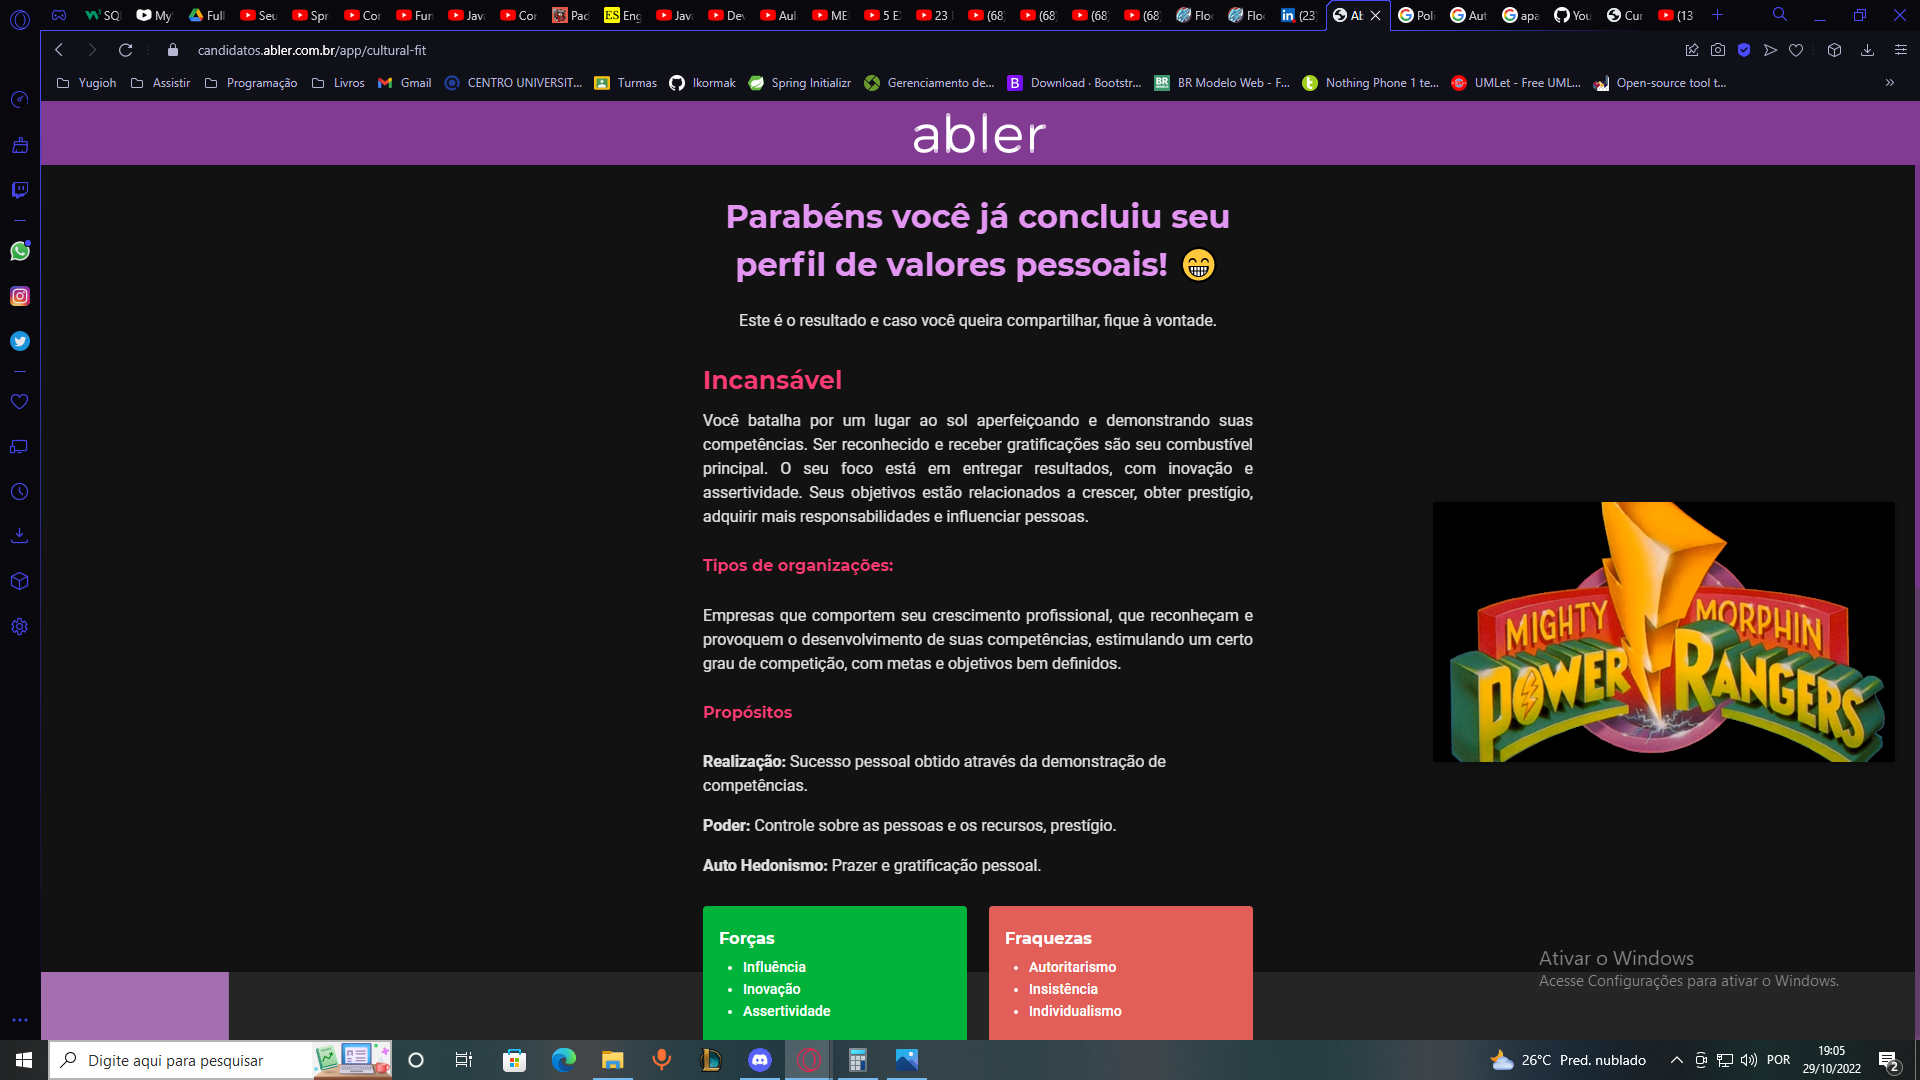 SQL
My
Full
Seu
Spr
Cor
Fun
Java
Cor
Pad
ES Eng
Java
Dev
Aul
ME
5 E
23
(68)
(68)
(68)
(68)
Floc
Floc
in (23)
Ab
Poli
Aut
apa
You
Cur
(13
candidatos.abler.com.br/app/cultural-fit
Yugioh
Assistir
Programação
Livros
Gmail
CENTRO UNIVERSIT...
Turmas
Ikormak
Spring Initializr
Gerenciamento de...
B Download · Bootstr...
BR BR Modelo Web - F...
Nothing Phone 1 te...
UMLet - Free UML...
Open-source tool t...
abler
Parabéns você já concluiu seu
perfil de valores pessoais!
Este é o resultado e caso você queira compartilhar, fique à vontade.
Incansável
Você batalha por um lugar ao sol aperfeiçoando e demonstrando suas
competências. Ser reconhecido e receber gratificações são seu combustível
principal. O seu foco está em entregar resultados, com inovação e
assertividade. Seus objetivos estão relacionados a crescer, obter prestígio,
adquirir mais responsabilidades e influenciar pessoas.
Tipos de organizações:
Empresas que comportem seu crescimento profissional, que reconheçam e
provoquem o desenvolvimento de suas competências, estimulando um certo
grau de competição, com metas e objetivos bem definidos.
MIGHTY MORPHIN
POWER RANGERS
Propósitos
Realização: Sucesso pessoal obtido através da demonstração de
competências.
Poder: Controle sobre as pessoas e os recursos, prestígio.
Auto Hedonismo: Prazer e gratificação pessoal.
Forças
• Influência
• Inovação
• Assertividade
Fraquezas
• Autoritarismo
• Insistência
• Individualismo
Ativar o Windows
Acesse Configurações para ativar o Windows.
Digite aqui para pesquisar
26°C Pred. nublado
POR
19:05
29/10/2022
2